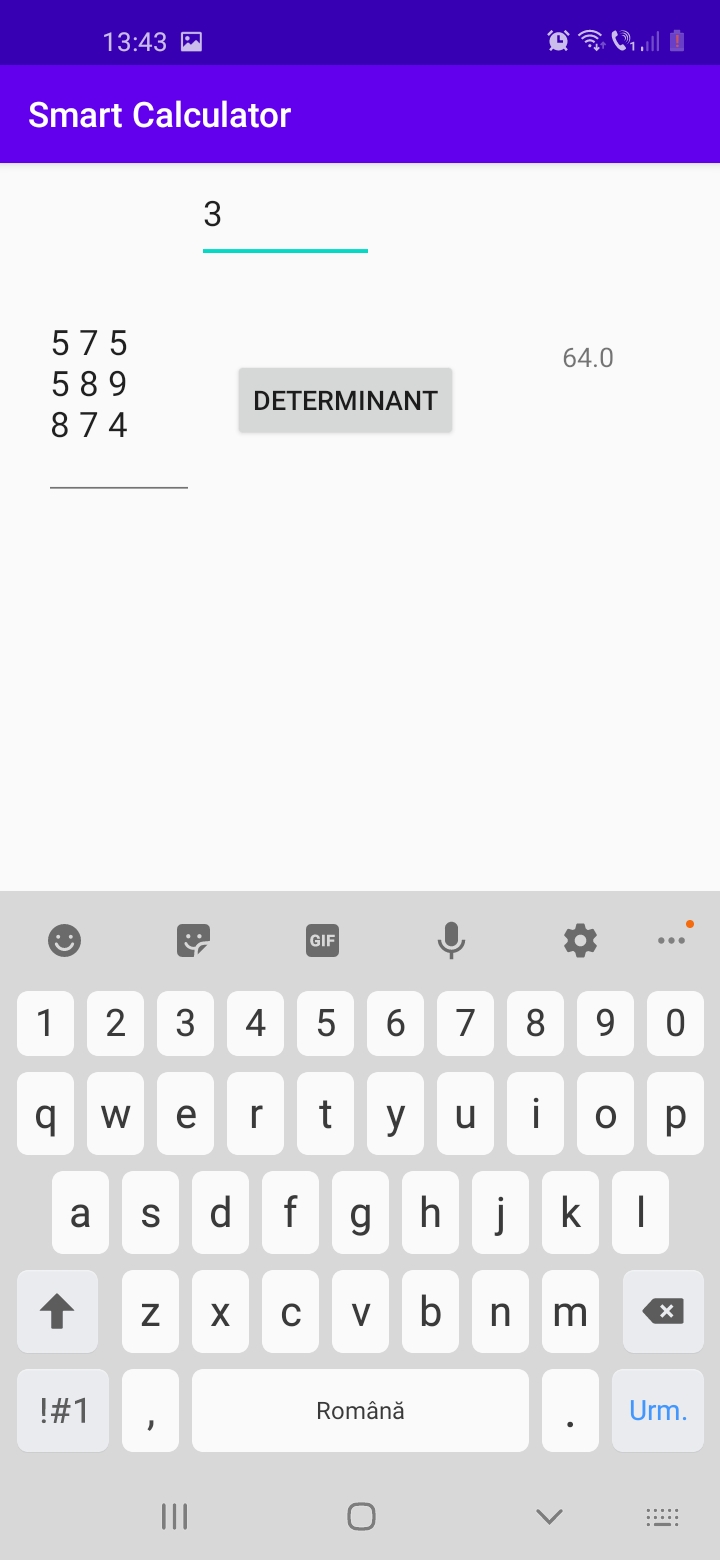 13:43
Smart Calculator
3
5 7 5
5 8 9
8 7 4
DETERMINANT
64.0
GIF
1 2 3 4 5 6 7 8 9 0
q w e r t y u i o p
a s d f g h j k l
z x c v b n m
!#1 , Română . Urm.